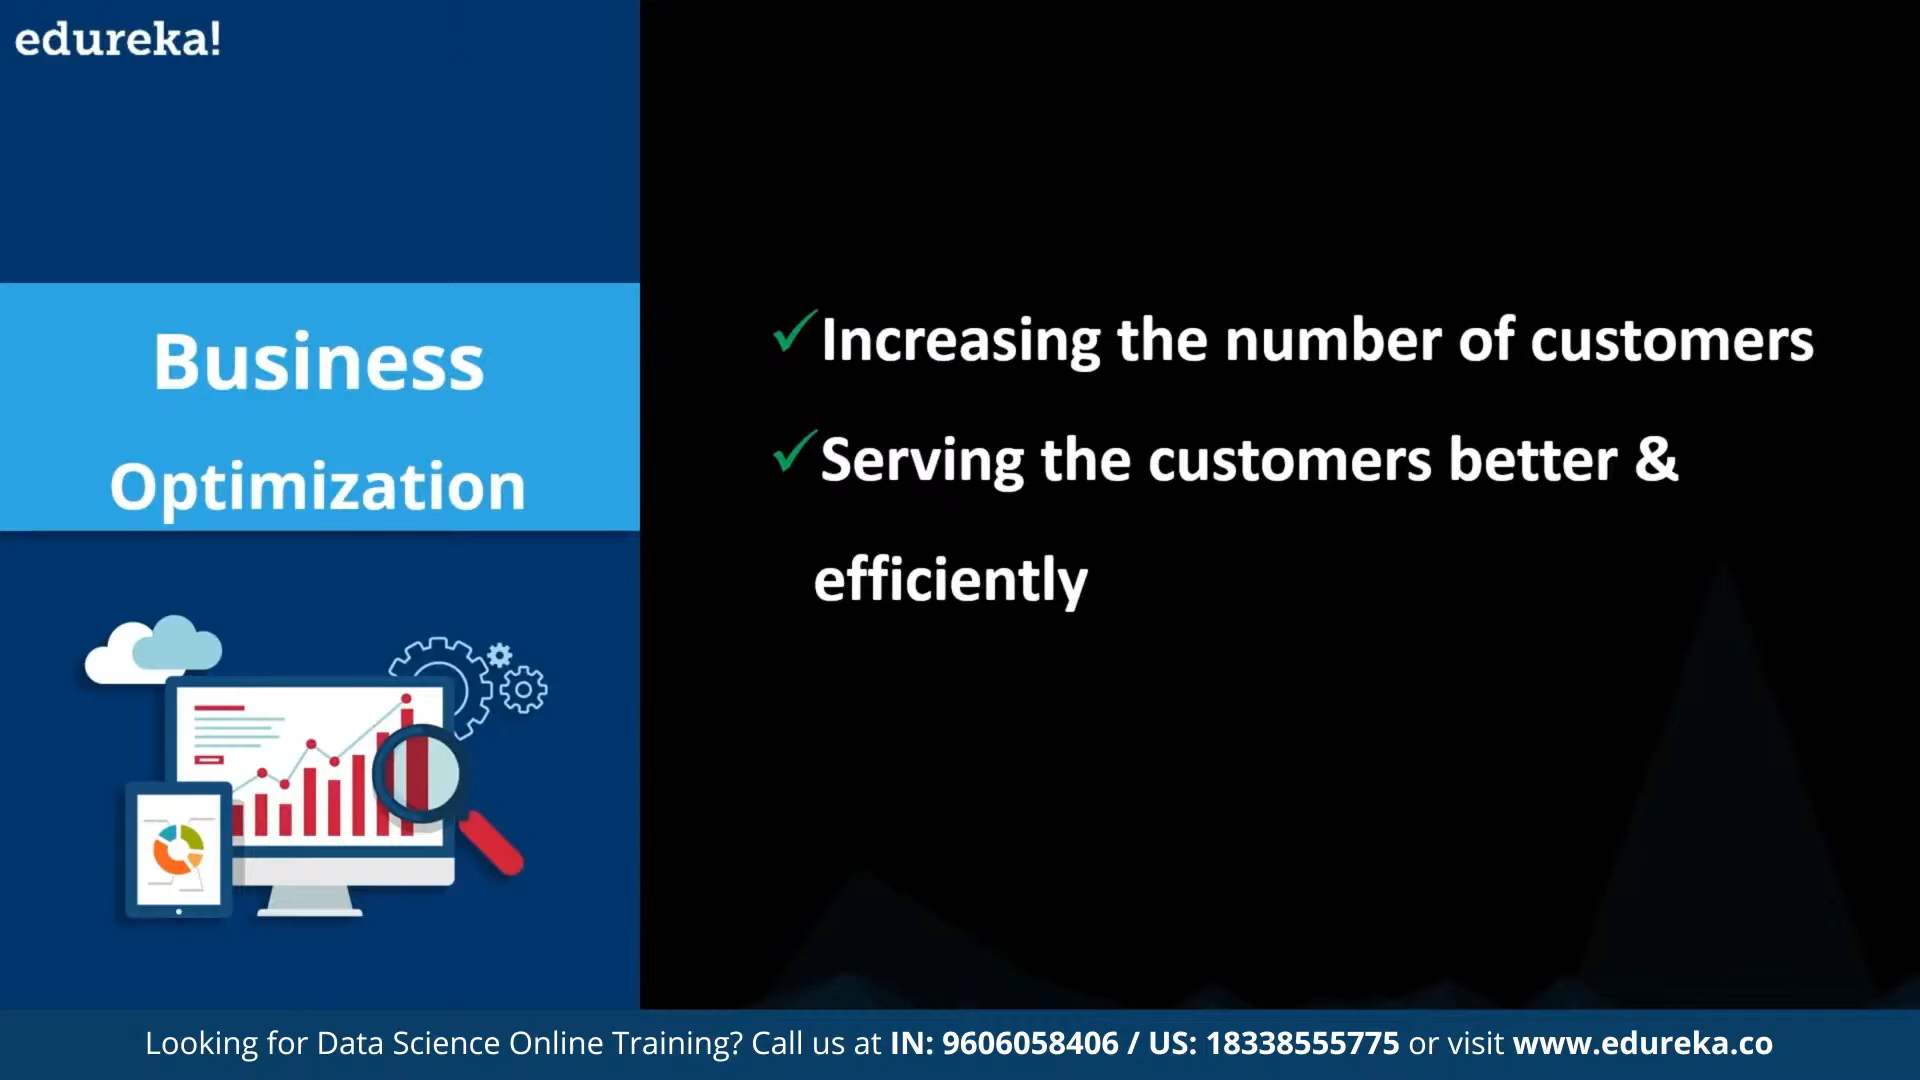 edureka!
Business
Optimization
✓Increasing the number of customers
✓Serving the customers better &
efficiently
Looking for Data Science Online Training? Call us at IN: 9606058406 / US: 18338555775 or visit www.edureka.co